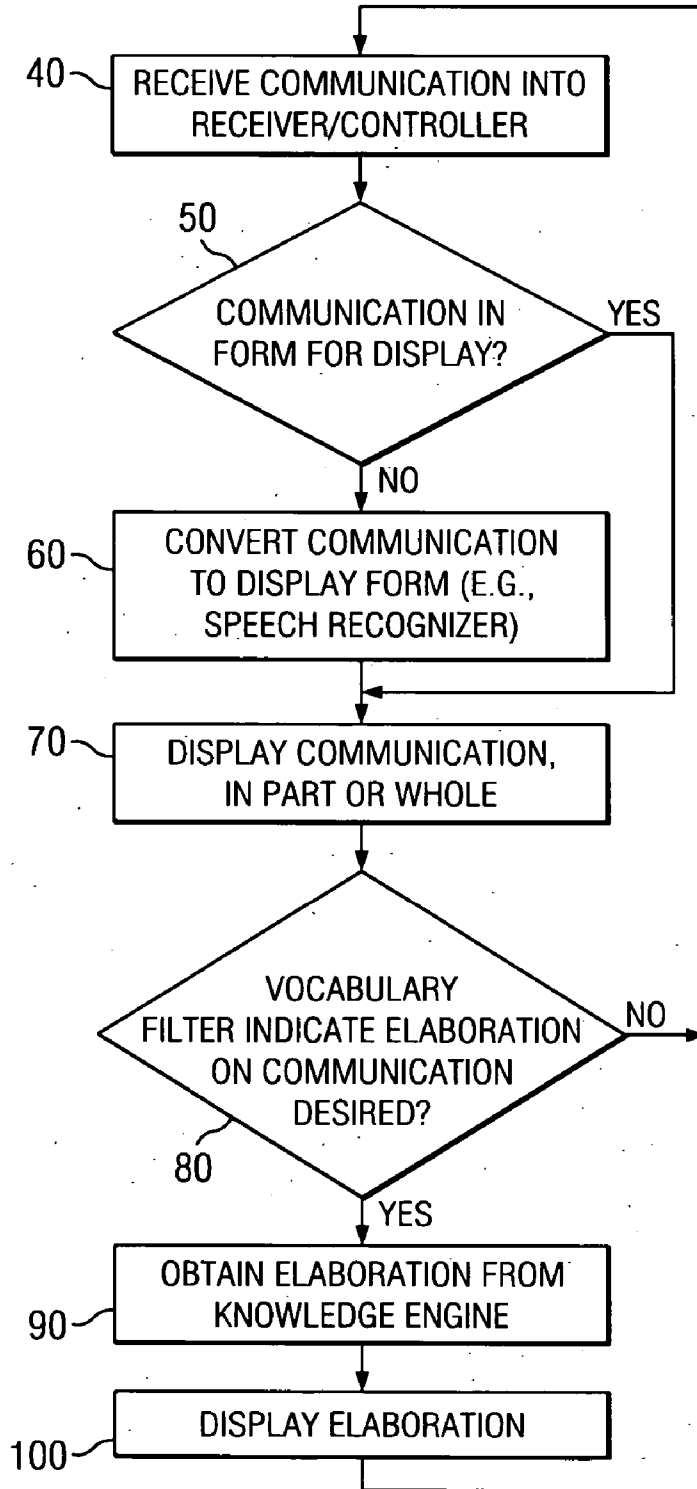 40
RECEIVE COMMUNICATION INTO
RECEIVER/CONTROLLER
50
COMMUNICATION IN
FORM FOR DISPLAY?
YES
NO
60
CONVERT COMMUNICATION
TO DISPLAY FORM (E.G.,
SPEECH RECOGNIZER)
70
DISPLAY COMMUNICATION,
IN PART OR WHOLE
VOCABULARY
FILTER INDICATE ELABORATION
ON COMMUNICATION
DESIRED?
NO
80
YES
OBTAIN ELABORATION FROM
KNOWLEDGE ENGINE
90
DISPLAY ELABORATION
100